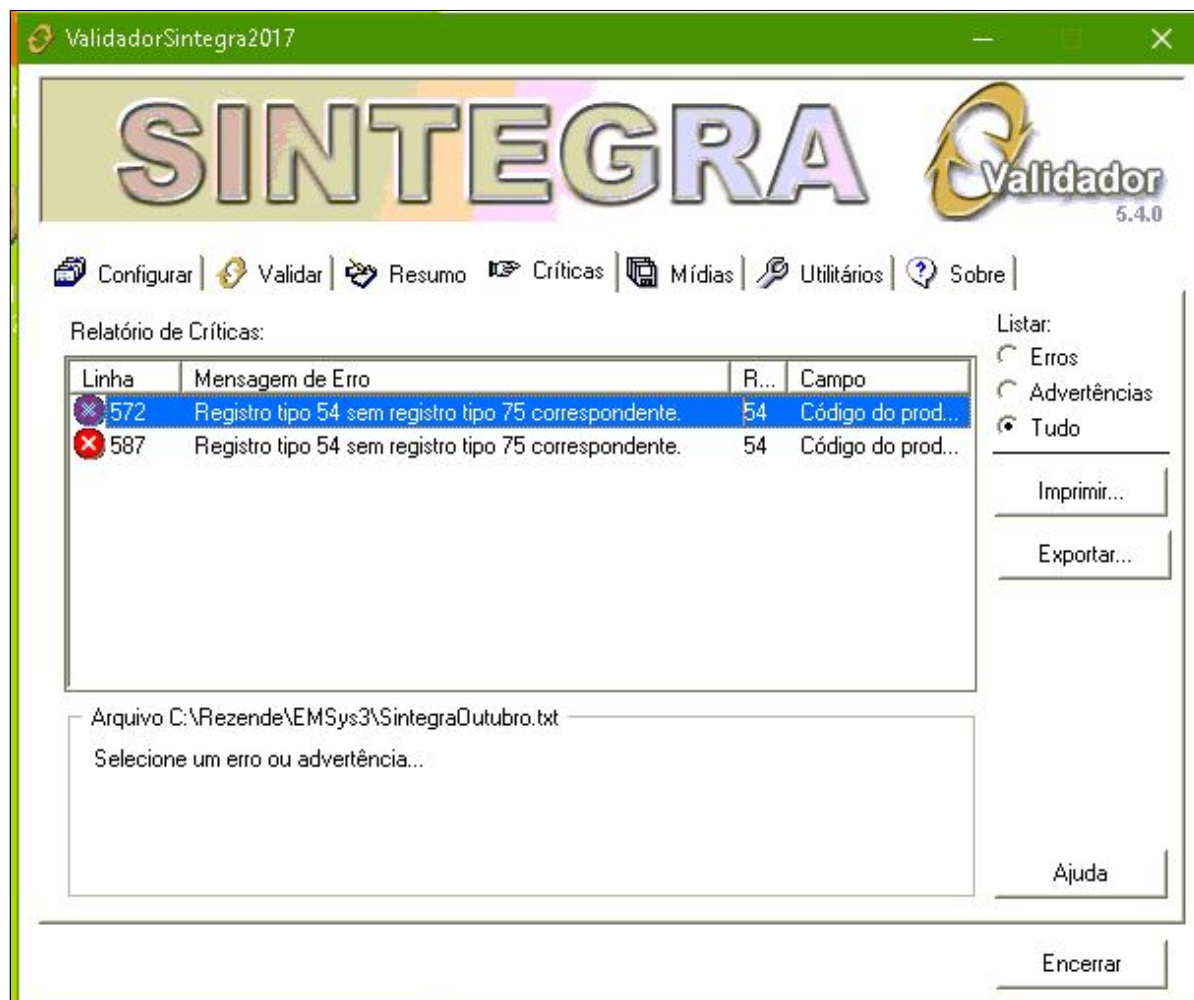 ValidadorSintegra2017
SINTEGRA
Validador
5.4.0
Configurar Validar Resumo Críticas Mídias Utilitários Sobre
Relatório de Críticas:
Listar:
Erros
Advertências
Tudo
Linha Mensagem de Erro R... Campo
572 Registro tipo 54 sem registro tipo 75 correspondente. 54 Código do prod...
587 Registro tipo 54 sem registro tipo 75 correspondente. 54 Código do prod...
Imprimir...
Exportar...
Arquivo C:\Rezende\EMSys3\SintegraOutubro.txt
Selecione um erro ou advertência...
Ajuda
Encerrar